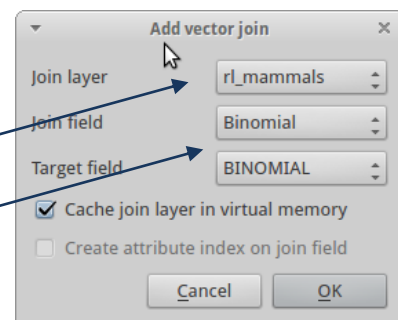 Add vector join
Join layer rl_mammals
Join field Binomial
Target field BINOMIAL
Cache join layer in virtual memory
Create attribute index on join field
Cancel OK